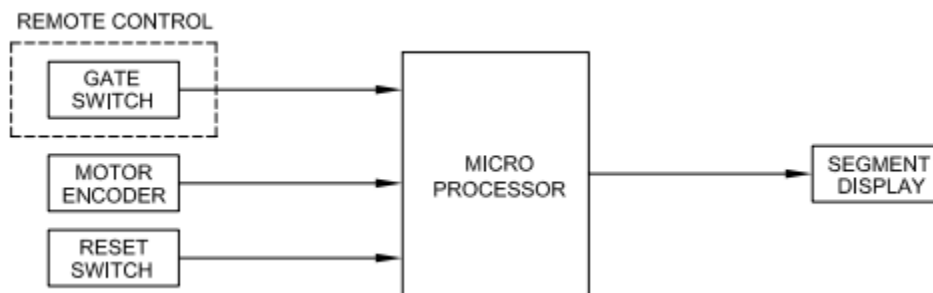 REMOTE CONTROL
GATE
SWITCH
MOTOR
ENCODER
RESET
SWITCH
MICRO
PROCESSOR
SEGMENT
DISPLAY